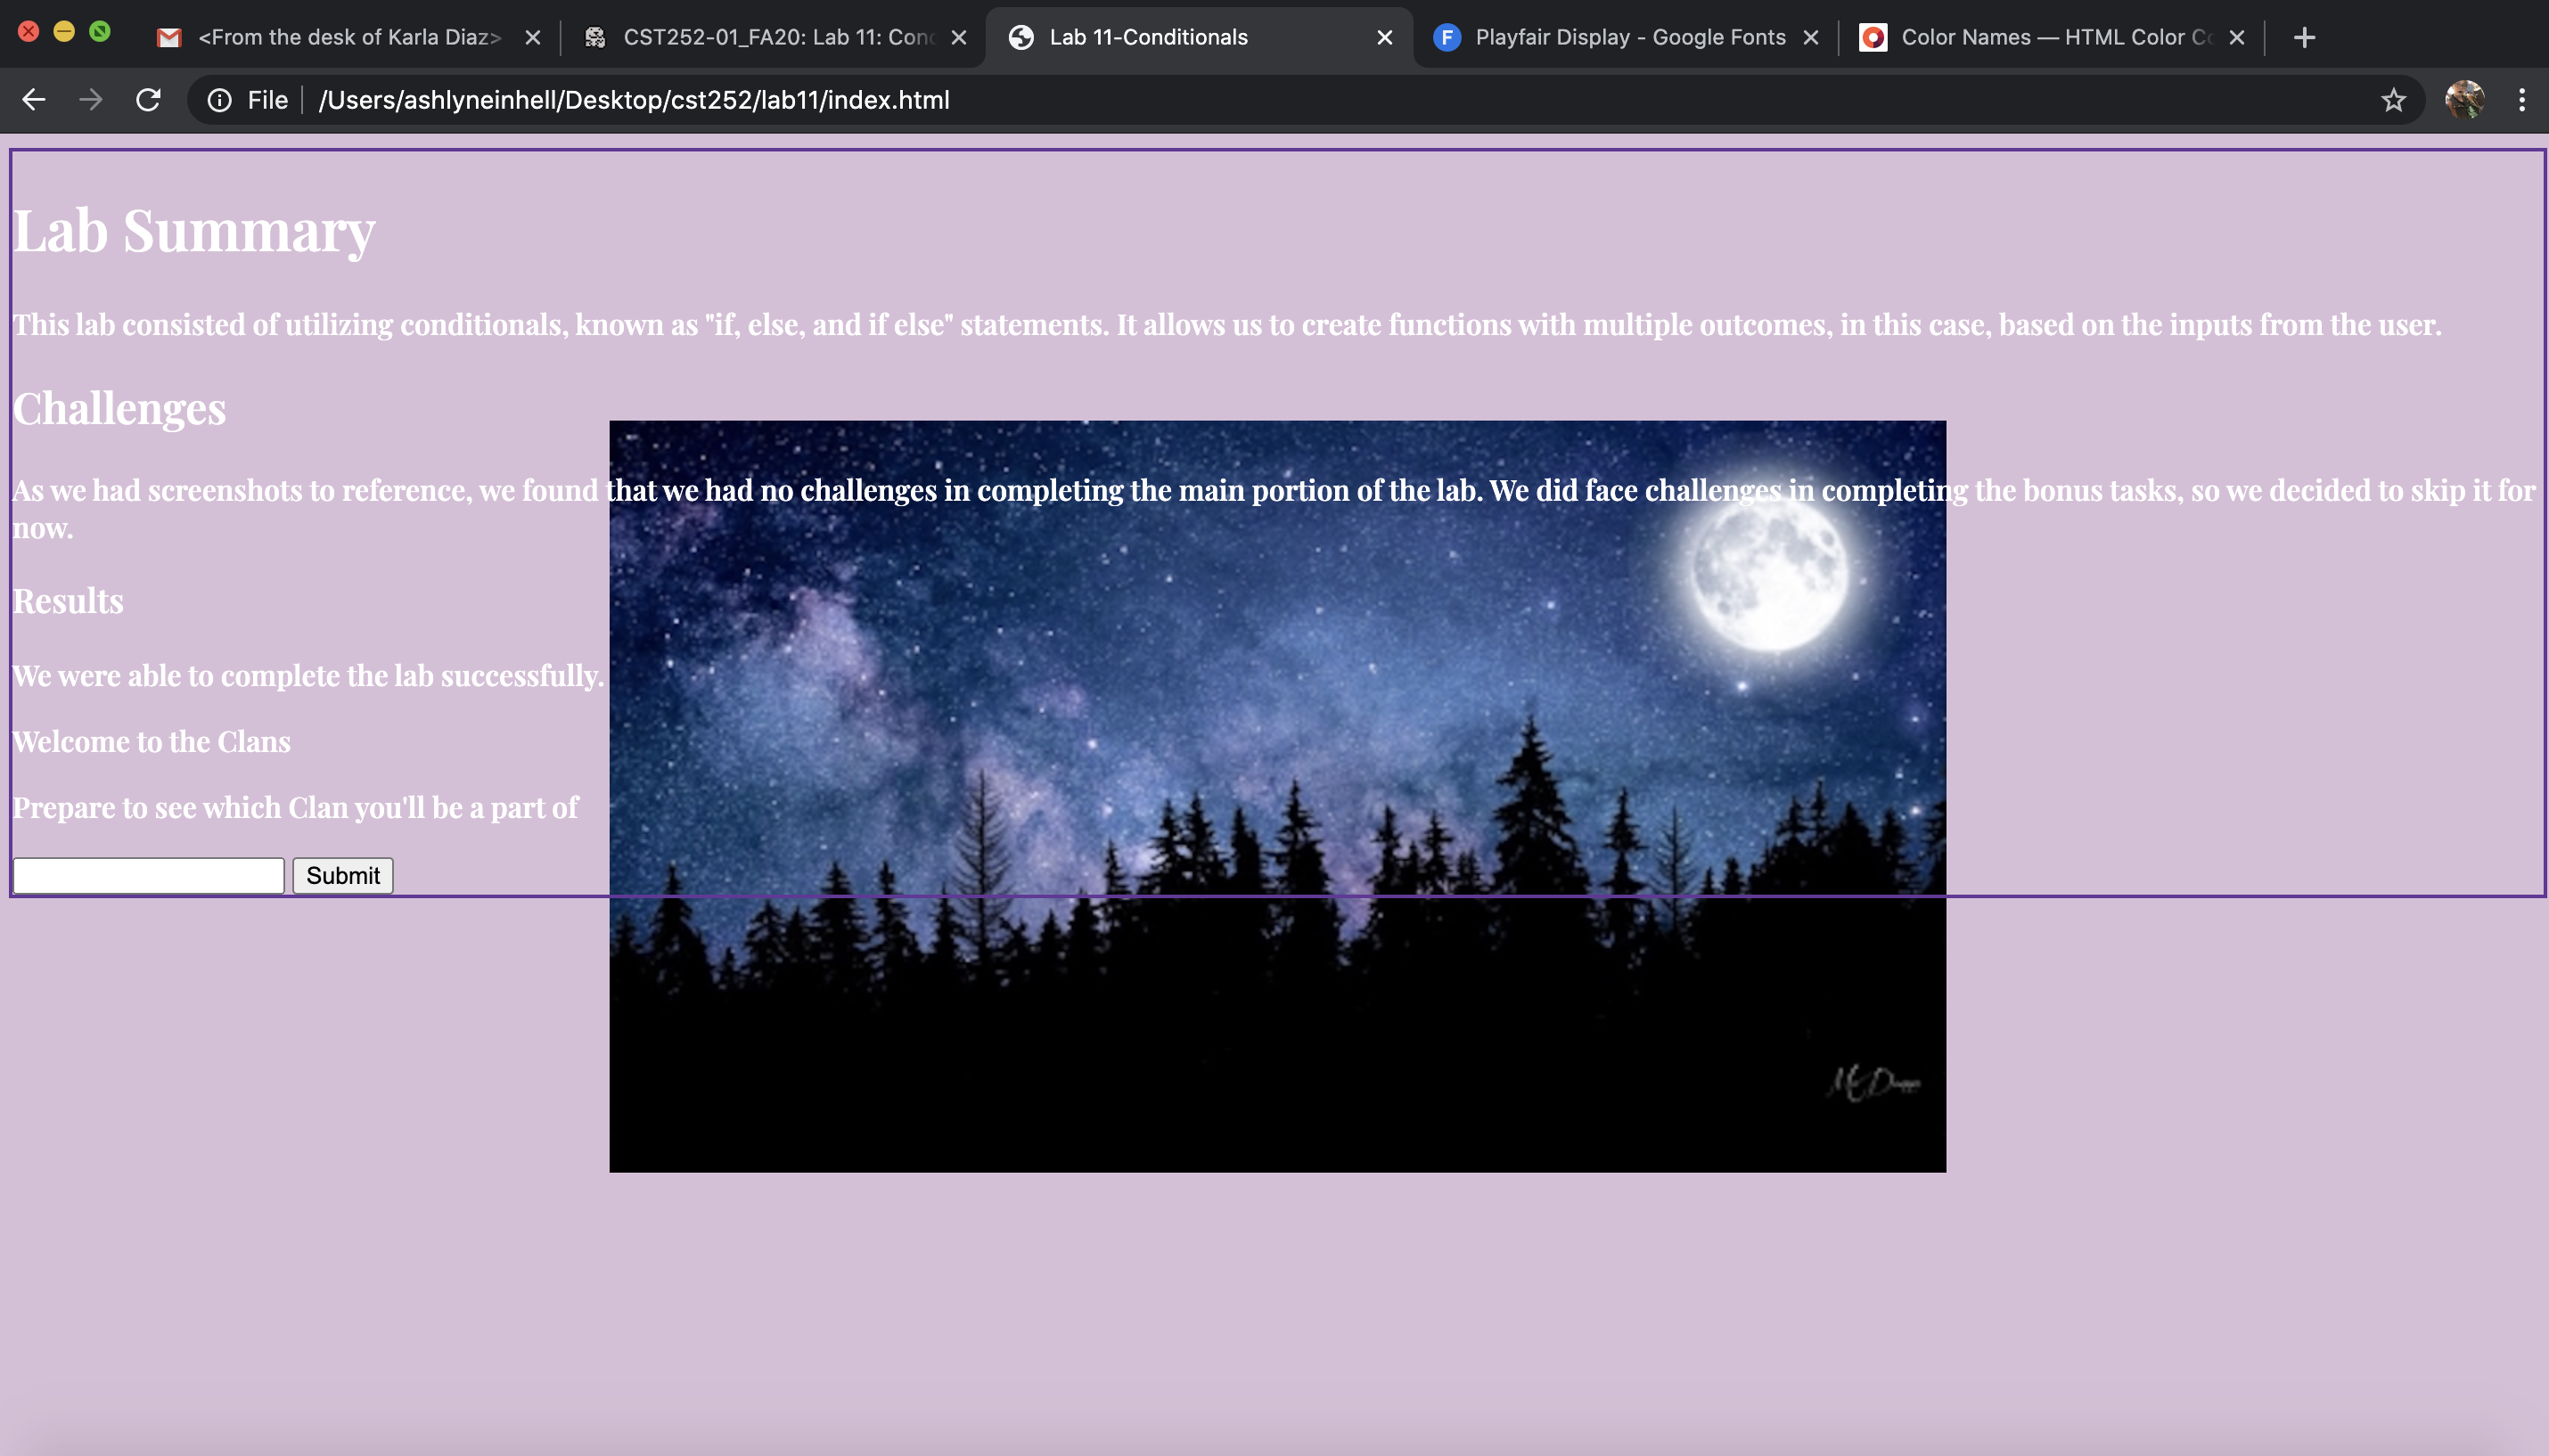 <From the desk of Karla Diaz>
CST252-01_FA20: Lab 11: Con
Lab 11-Conditionals
Playfair Display - Google Fonts
Color Names — HTML Color C
File
/Users/ashlyneinhell/Desktop/cst252/lab11/index.html
Lab Summary
This lab consisted of utilizing conditionals, known as "if, else, and if else" statements. It allows us to create functions with multiple outcomes, in this case, based on the inputs from the user.
Challenges
As we had screenshots to reference, we found that we had no challenges in completing the main portion of the lab. We did face challenges in completing the bonus tasks, so we decided to skip it for
now.
Results
We were able to complete the lab successfully.
Welcome to the Clans
Prepare to see which Clan you'll be a part of
Submit